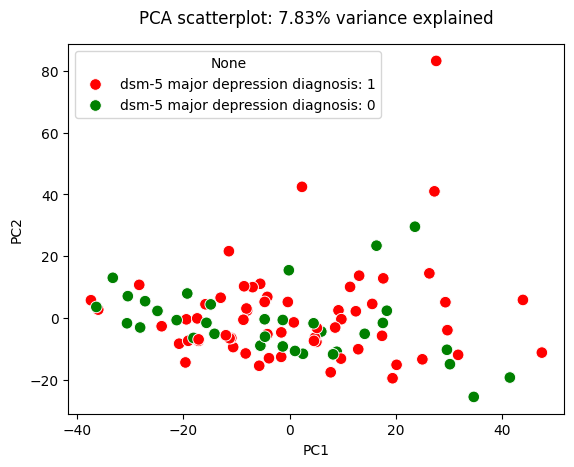 PCA scatterplot: 7.83% variance explained
None
dsm-5 major depression diagnosis: 1
dsm-5 major depression diagnosis: 0
80
60
40
20
0
−20
PC2
−40
−20
0
20
40
PC1